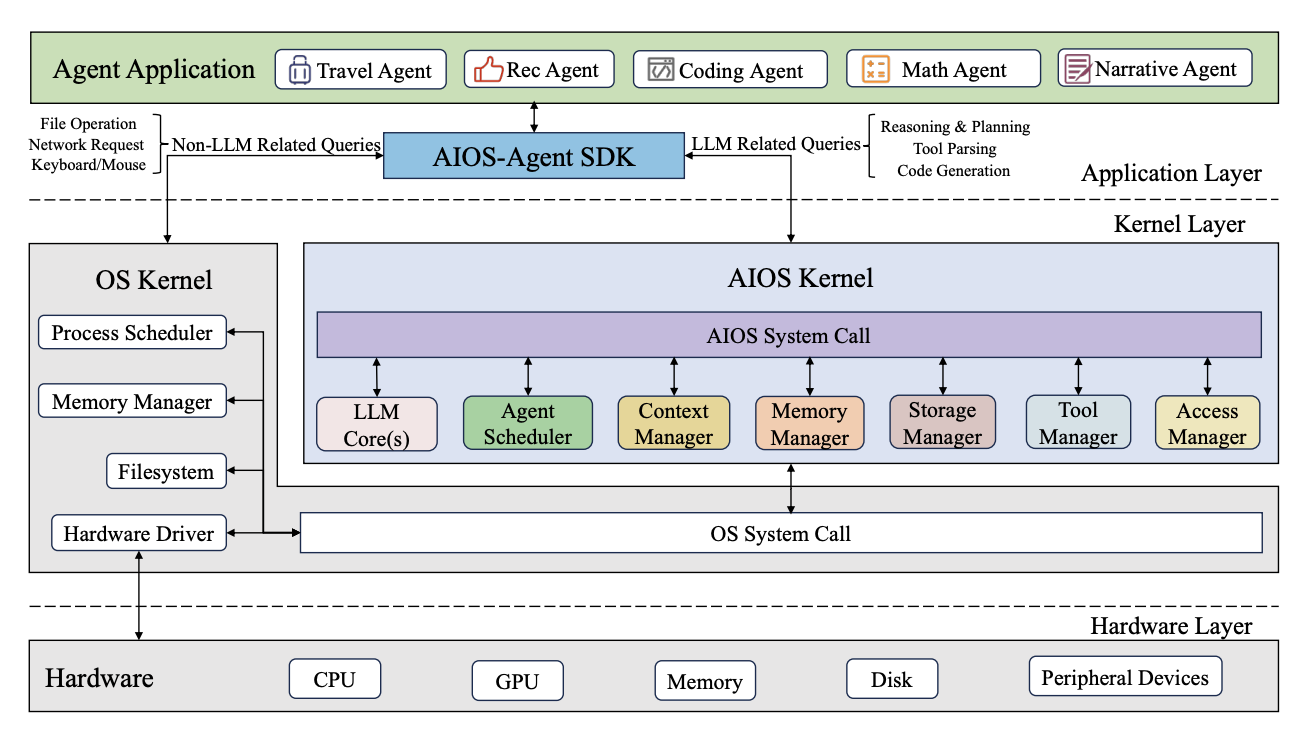 Agent Application
Travel Agent
Rec Agent
Coding Agent
Math Agent
Narrative Agent
File Operation
Network Request
Keyboard/Mouse
Non-LLM Related Queries
AIOS-Agent SDK
LLM Related Queries
Reasoning & Planning
Tool Parsing
Code Generation
Application Layer
Kernel Layer
OS Kernel
Process Scheduler
Memory Manager
Filesystem
Hardware Driver
AIOS Kernel
AIOS System Call
LLM
Core(s)
Agent
Scheduler
Context
Manager
Memory
Manager
Storage
Manager
Tool
Manager
Access
Manager
OS System Call
Hardware Layer
Hardware
CPU
GPU
Memory
Disk
Peripheral Devices